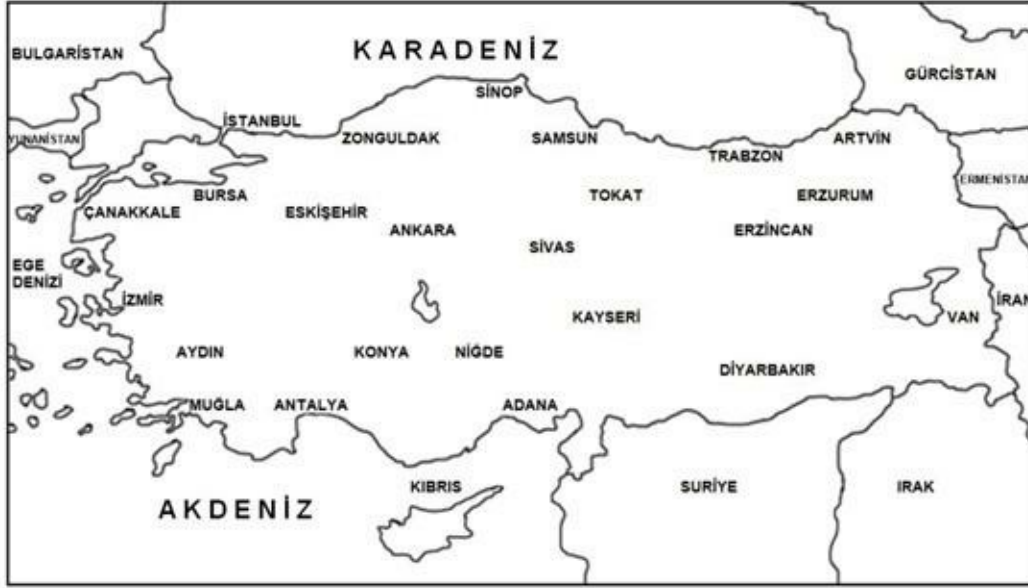 BULGARİSTAN
KARADENİZ
GÜRCİSTAN
SİNOP
İSTANBUL
YUNANİSTAN
ZONGULDAK
SAMSUN
ARTVİN
TRABZON
ERMENİSTAN
BURSA
TOKAT
ERZURUM
ÇANAKKALE
ESKİŞEHİR
ANKARA
ERZİNCAN
SİVAS
EGE
DENİZİ
İZMİR
İRAN
KAYSERİ
VAN
AYDIN
KONYA
NİĞDE
DİYARBAKIR
MUĞLA
ANTALYA
ADANA
KIBRIS
SURİYE
IRAK
AKDENİZ